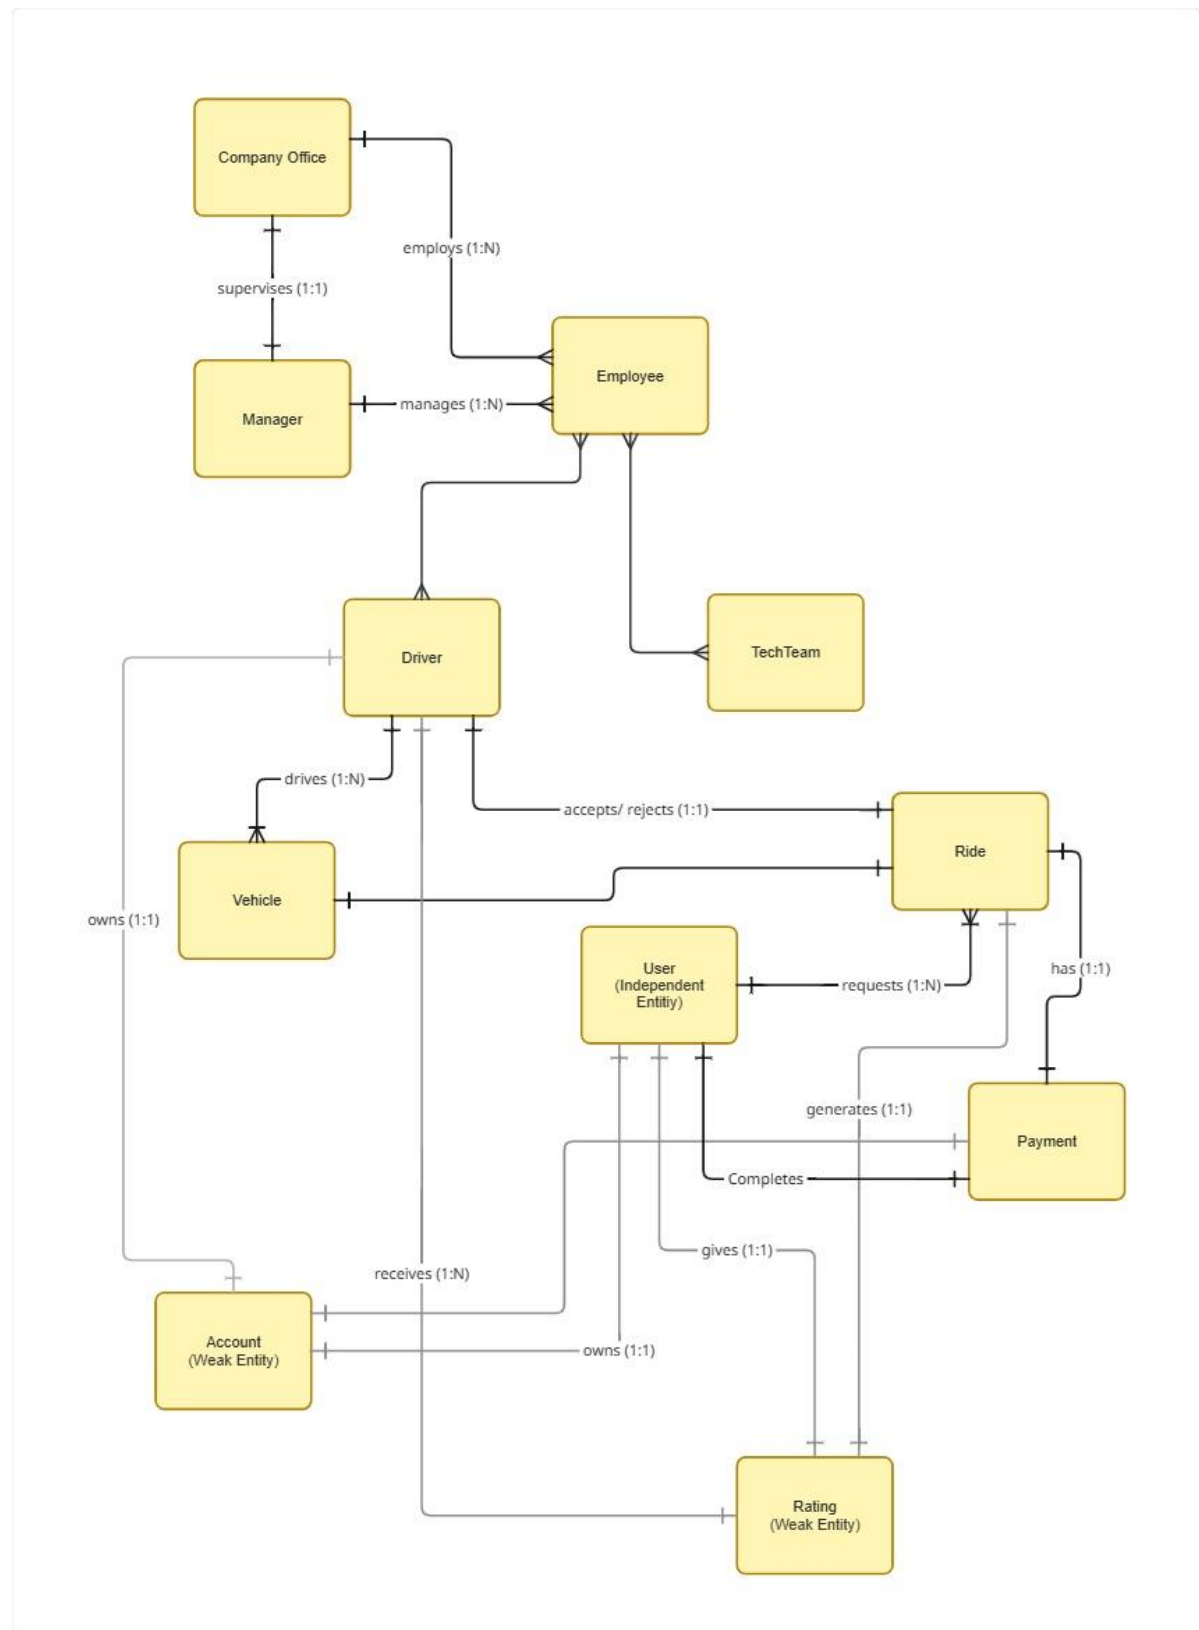 Company Office
employs (1:N)
supervises (1:1)
Employee
manages (1:N)
Manager
Driver
TechTeam
drives (1:N)
accepts/ rejects (1:1)
Ride
Vehicle
owns (1:1)
User
(Independent
Entitiy)
requests (1:N)
has (1:1)
generates (1:1)
Payment
Completes
gives (1:1)
receives (1:N)
Account
(Weak Entity)
owns (1:1)
Rating
(Weak Entity)